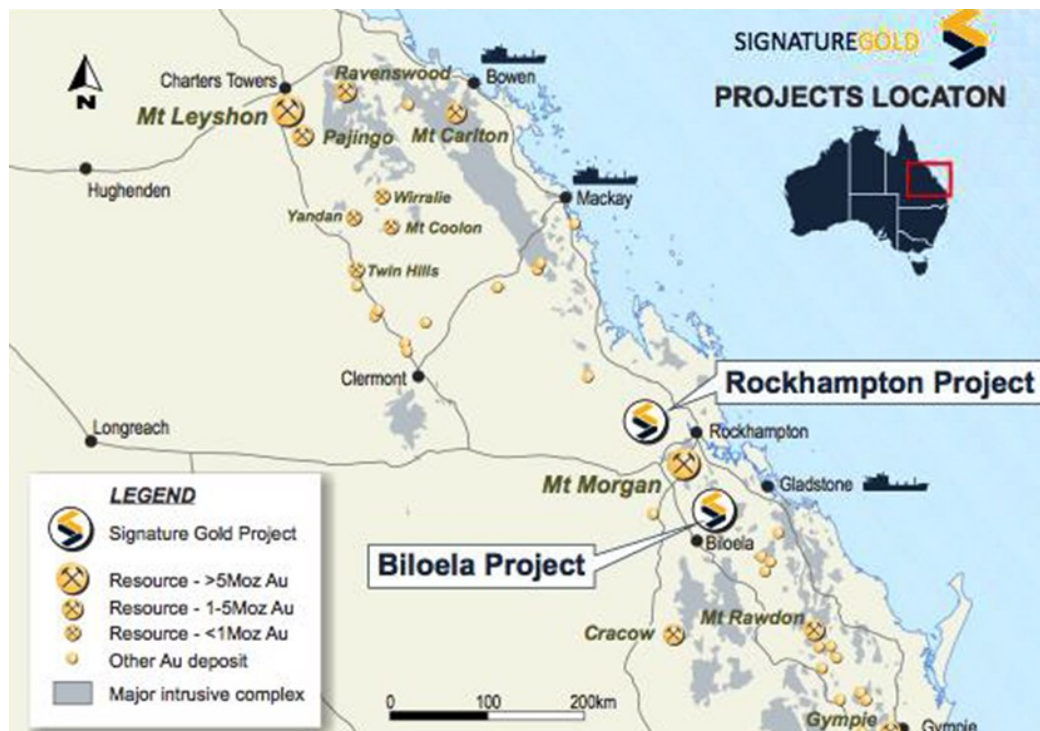 SIGNATUREGOLD
PROJECTS LOCATON
N
Charters Towers
Ravenswood
Bowen
Mt Leyshon
Pajingo
Mt Carlton
Hughenden
Wirralie
Mackay
Yandan
Mt Coolon
Twin Hills
Clermont
Rockhampton Project
Longreach
Rockhampton
Mt Morgan
Gladstone
Biloela
Biloela Project
Cracow
Mt Rawdon
Gympie
Gympie
LEGEND
Signature Gold Project
Resource - >5Moz Au
Resource - 1-5Moz Au
Resource - <1Moz Au
Other Au deposit
Major intrusive complex
0 100 200km